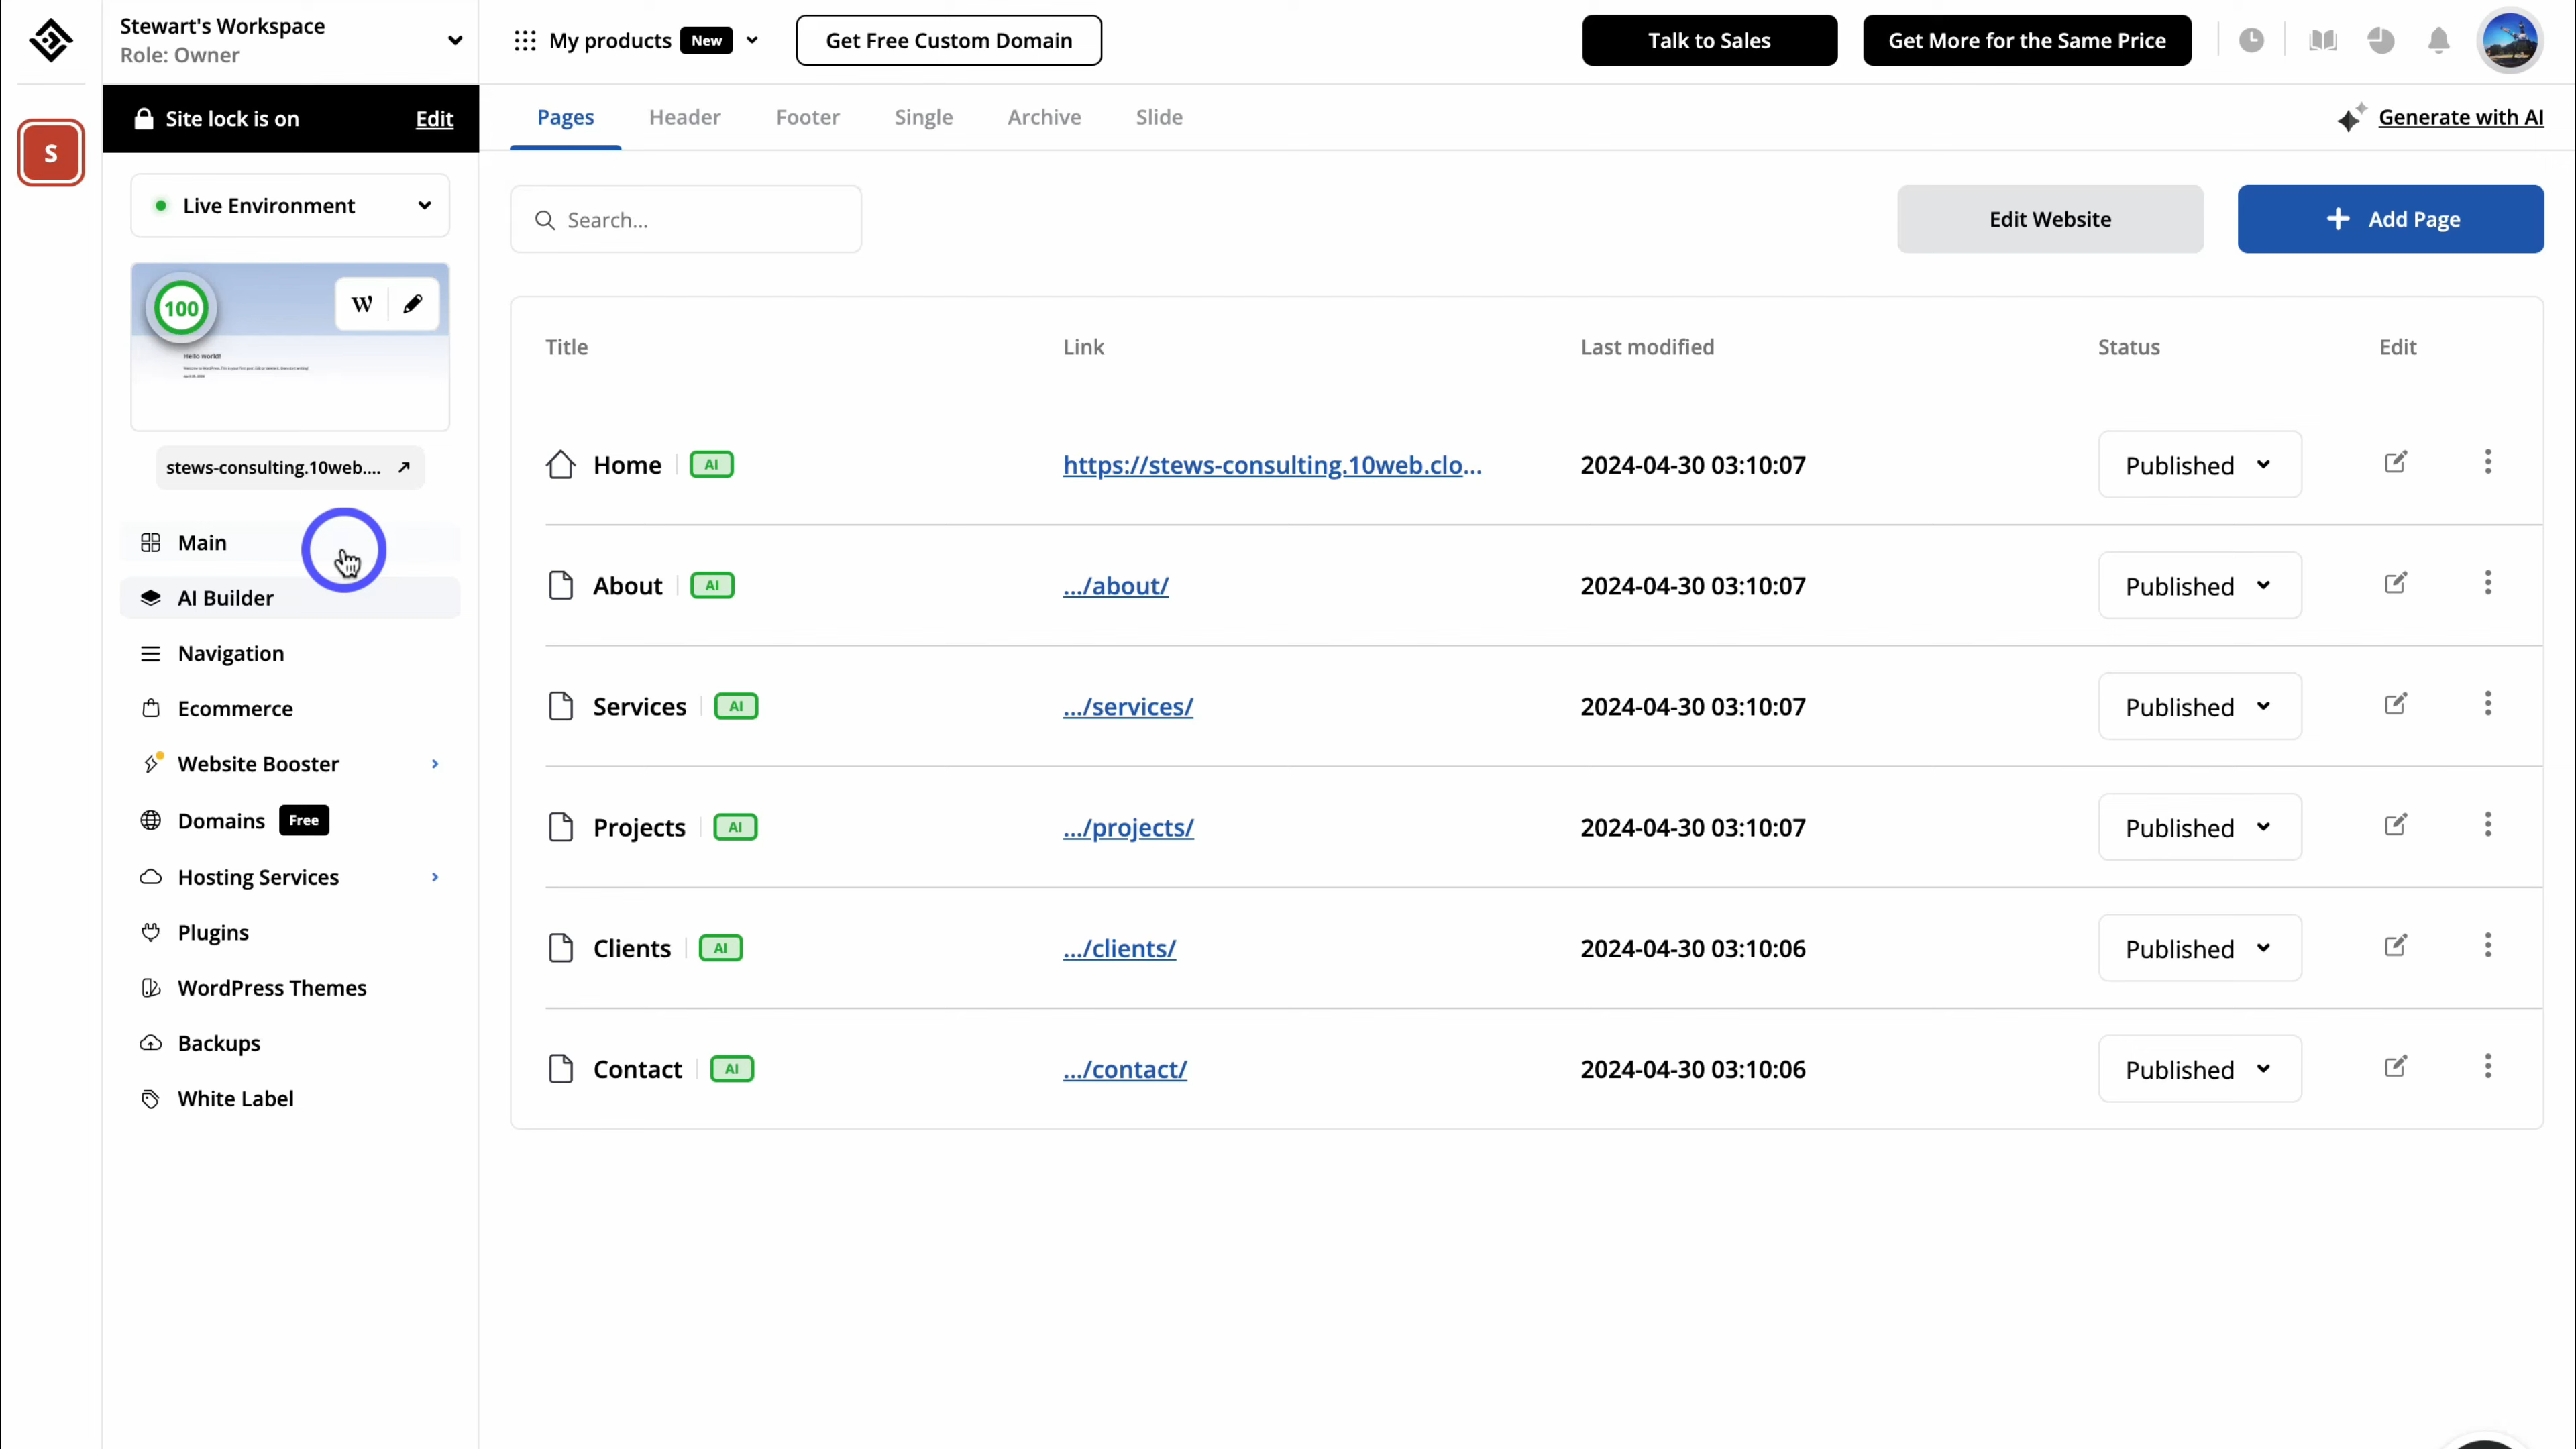 Stewart's Workspace
Role: Owner
My products New
Get Free Custom Domain
Talk to Sales
Get More for the Same Price
S
Site lock is on
Edit
Live Environment
100
W
Hello world!
stews-consulting.10web....
Main
AI Builder
Navigation
Ecommerce
Website Booster
Domains Free
Hosting Services
Plugins
WordPress Themes
Backups
White Label
Pages Header Footer Single Archive Slide
Generate with AI
Search...
Edit Website
Add Page
Title Link Last modified Status Edit
Home AI https://stews-consulting.10web.clo... 2024-04-30 03:10:07 Published
About AI .../about/ 2024-04-30 03:10:07 Published
Services AI .../services/ 2024-04-30 03:10:07 Published
Projects AI .../projects/ 2024-04-30 03:10:07 Published
Clients AI .../clients/ 2024-04-30 03:10:06 Published
Contact AI .../contact/ 2024-04-30 03:10:06 Published